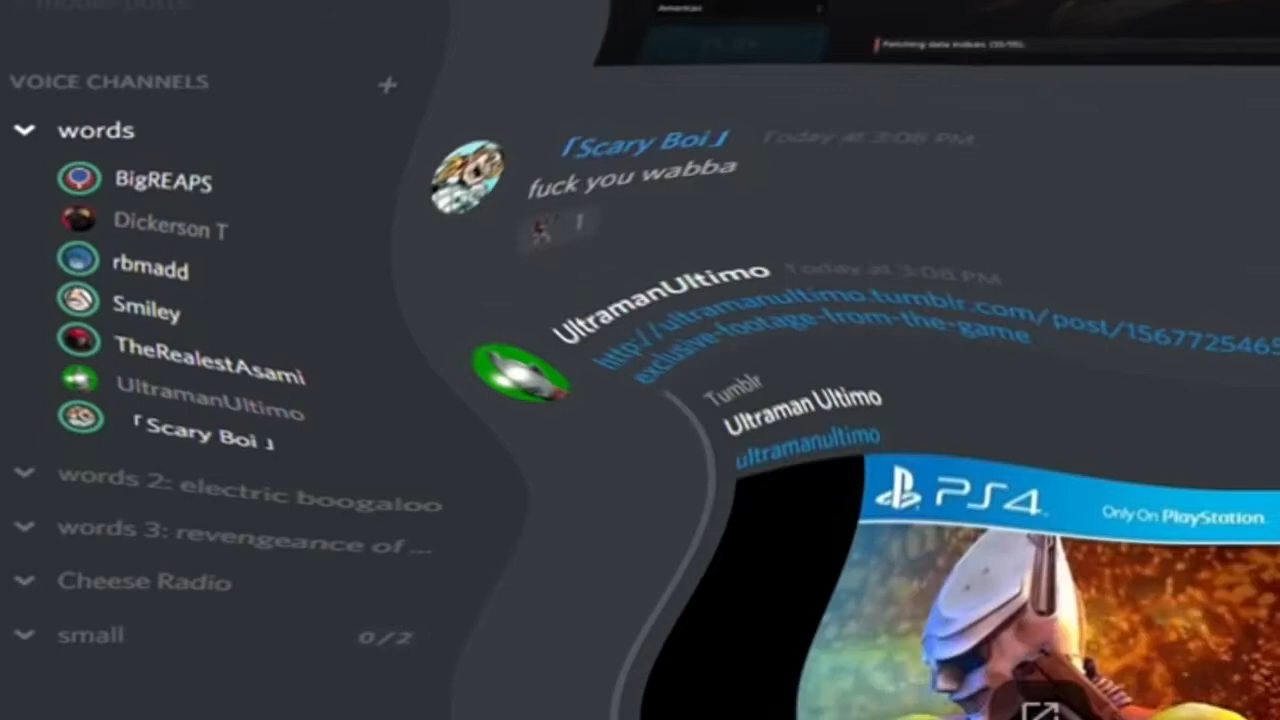 VOICE CHANNELS
words
BigREAPS
Dickerson T
rbmadd
Smiley
TheRealestAsami
UltramanUltimo
「Scary Boi」
words 2: electric boogaloo
words 3: revengeance of ...
Cheese Radio
small 0/2
「Scary Boi」 Today at 3:08 PM
fuck you wabba
1
UltramanUltimo Today at 3:08 PM
http://ultramanultimo.tumblr.com/post/1567725465
exclusive-footage-from-the-game
Tumblr
Ultraman Ultimo
ultramanultimo
PS4
Only On PlayStation